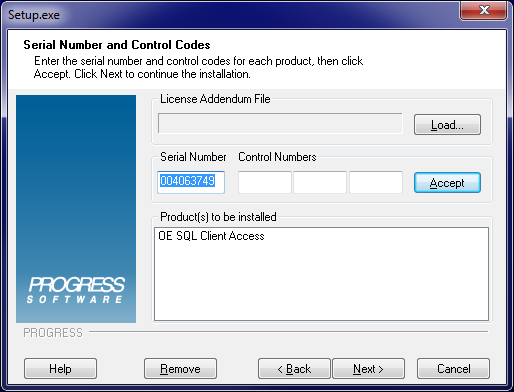 Setup.exe
Serial Number and Control Codes
Enter the serial number and control codes for each product, then click
Accept. Click Next to continue the installation.
License Addendum File
Load...
Serial Number Control Numbers
004063749
Accept
Product(s) to be installed
OE SQL Client Access
PROGRESS
SOFTWARE
PROGRESS
Help Remove < Back Next > Cancel